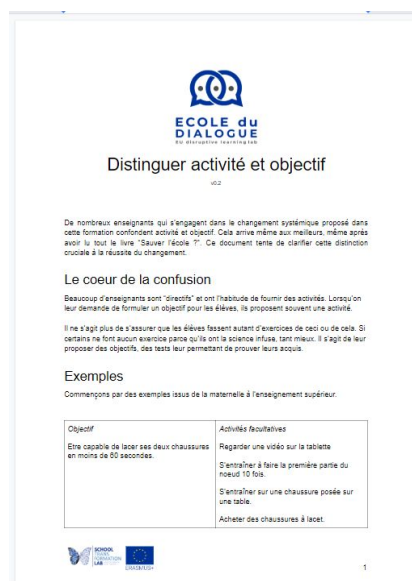 ECOLE du
DIALOGUE
EU disruptive learning lab
Distinguer activité et objectif
v0.2
De nombreux enseignants qui s'engagent dans le changement systémique proposé dans
cette formation confondent activité et objectif. Cela arrive même aux meilleurs, même après
avoir lu tout le livre "Sauver l'école ?". Ce document tente de clarifier cette distinction
cruciale à la réussite du changement.
Le coeur de la confusion
Beaucoup d'enseignants sont "directifs" et ont l'habitude de fournir des activités. Lorsqu'on
leur demande de formuler un objectif pour les élèves, ils proposent souvent une activité.
Il ne s'agit plus de s'assurer que les élèves fassent autant d'exercices de ceci ou de cela. Si
certains ne font aucun exercice parce qu'ils ont la science infuse, tant mieux. Il s'agit de leur
proposer des objectifs, des tests leur permettant de prouver leurs acquis.
Exemples
Commençons par des exemples issus de la maternelle à l'enseignement supérieur.
Objectif
Etre capable de lacer ses deux chaussures
en moins de 60 secondes.
Activités facultatives
Regarder une vidéo sur la tablette
S'entraîner à faire la première partie du
noeud 10 fois.
S'entraîner sur une chaussure posée sur
une table.
Acheter des chaussures à lacet.
SCHOOL
TRANS
FORMATION
LAB
ERASMUS+
1